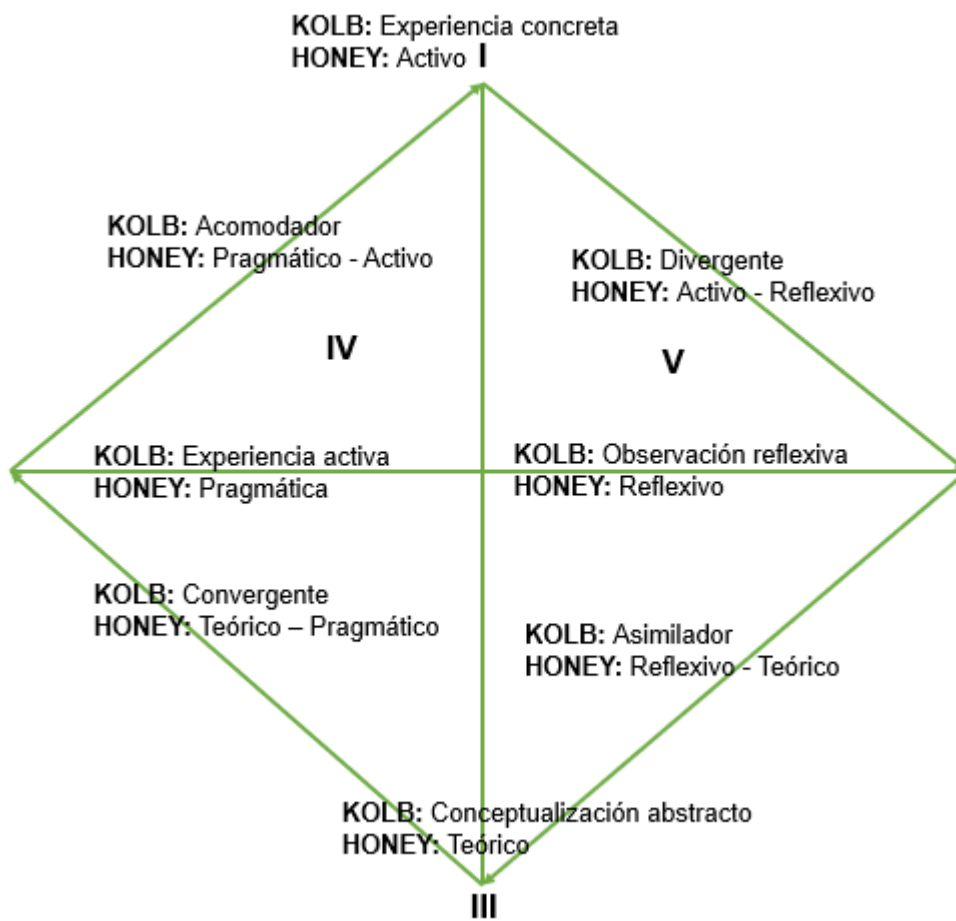 KOLB: Experiencia concreta
HONEY: Activo I
KOLB: Acomodador
HONEY: Pragmático - Activo
KOLB: Divergente
HONEY: Activo - Reflexivo
IV
V
KOLB: Experiencia activa
HONEY: Pragmática
KOLB: Observación reflexiva
HONEY: Reflexivo
KOLB: Convergente
HONEY: Teórico – Pragmático
KOLB: Asimilador
HONEY: Reflexivo - Teórico
KOLB: Conceptualización abstracto
HONEY: Teórico
III